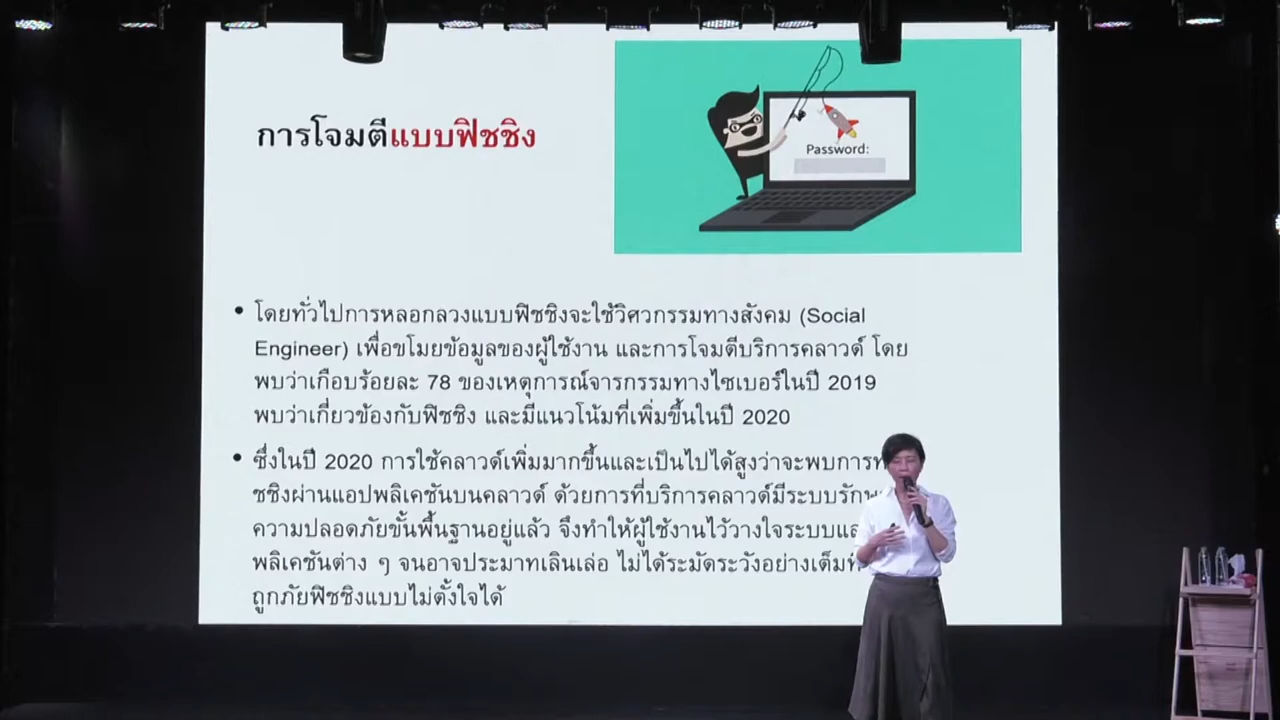 การโจมตีแบบฟิชชิง
Password:
• โดยทั่วไปการหลอกลวงแบบฟิชชิงจะใช้วิศวกรรมทางสังคม (Social
Engineer) เพื่อขโมยข้อมูลของผู้ใช้งาน และการโจมตีบริการคลาวด์ โดย
พบว่าเกือบร้อยละ 78 ของเหตุการณ์จารกรรมทางไซเบอร์ในปี 2019
พบว่าเกี่ยวข้องกับฟิชชิง และมีแนวโน้มที่เพิ่มขึ้นในปี 2020
• ซึ่งในปี 2020 การใช้คลาวด์เพิ่มมากขึ้นและเป็นไปได้สูงว่าจะพบการ
ชชิงผ่านแอปพลิเคชันบนคลาวด์ ด้วยการที่บริการคลาวด์มีระบบรัก
ความปลอดภัยขั้นพื้นฐานอยู่แล้ว จึงทำให้ผู้ใช้งานไว้วางใจระบบแล
พลิเคชันต่าง ๆ จนอาจประมาทเลินเล่อ ไม่ได้ระมัดระวังอย่างเต็มที
ถูกภัยฟิชชิงแบบไม่ตั้งใจได้